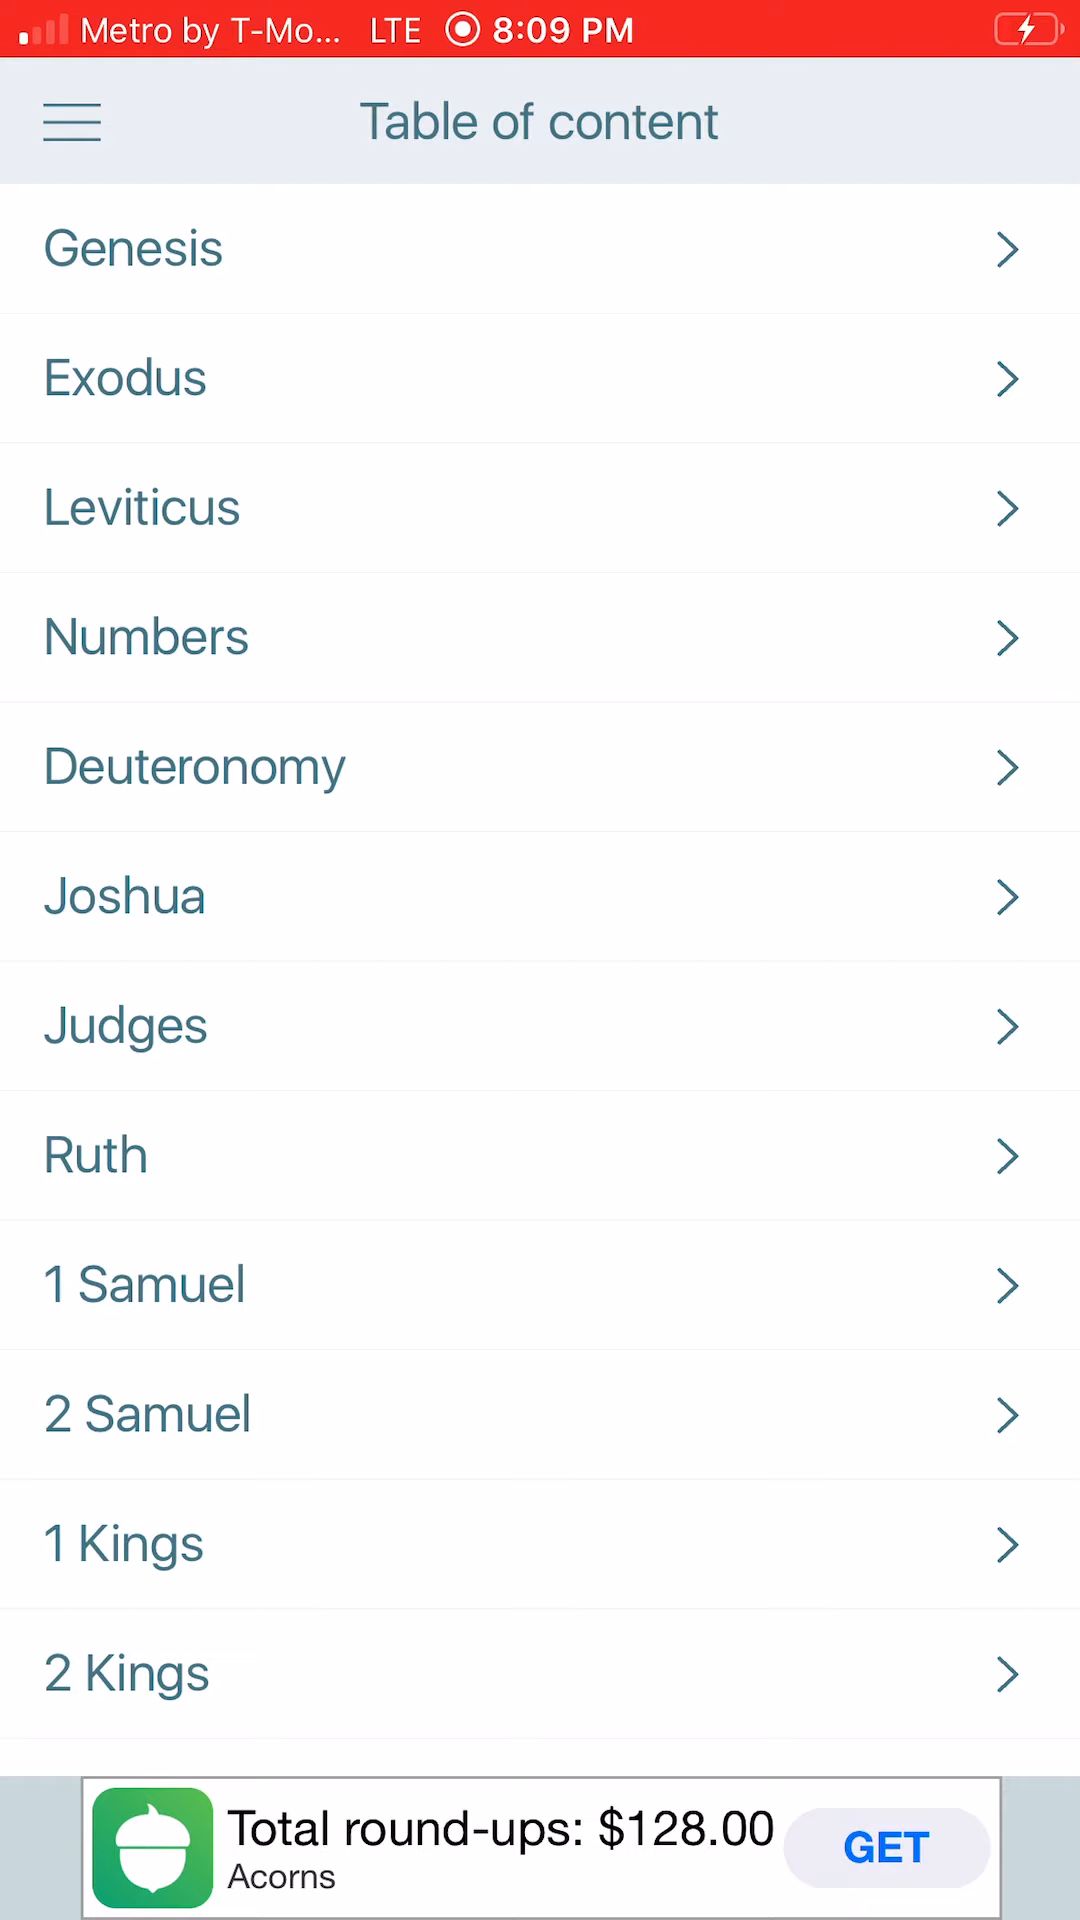 Metro by T-Mo... LTE 8:09 PM
Table of content
Genesis
Exodus
Leviticus
Numbers
Deuteronomy
Joshua
Judges
Ruth
1 Samuel
2 Samuel
1 Kings
2 Kings
Total round-ups: $128.00
Acorns
GET